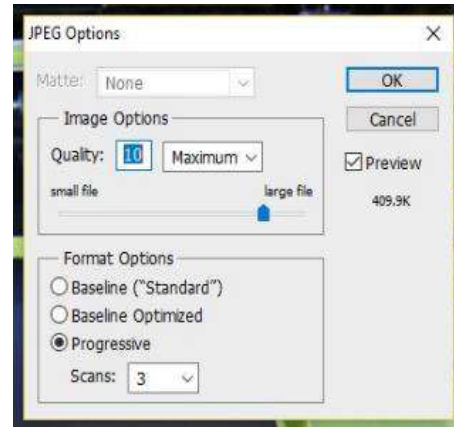 JPEG Options
Matte: None
OK
Image Options
Cancel
Quality: 10 Maximum
Preview
small file large file
409.9K
Format Options
Baseline ("Standard")
Baseline Optimized
Progressive
Scans: 3